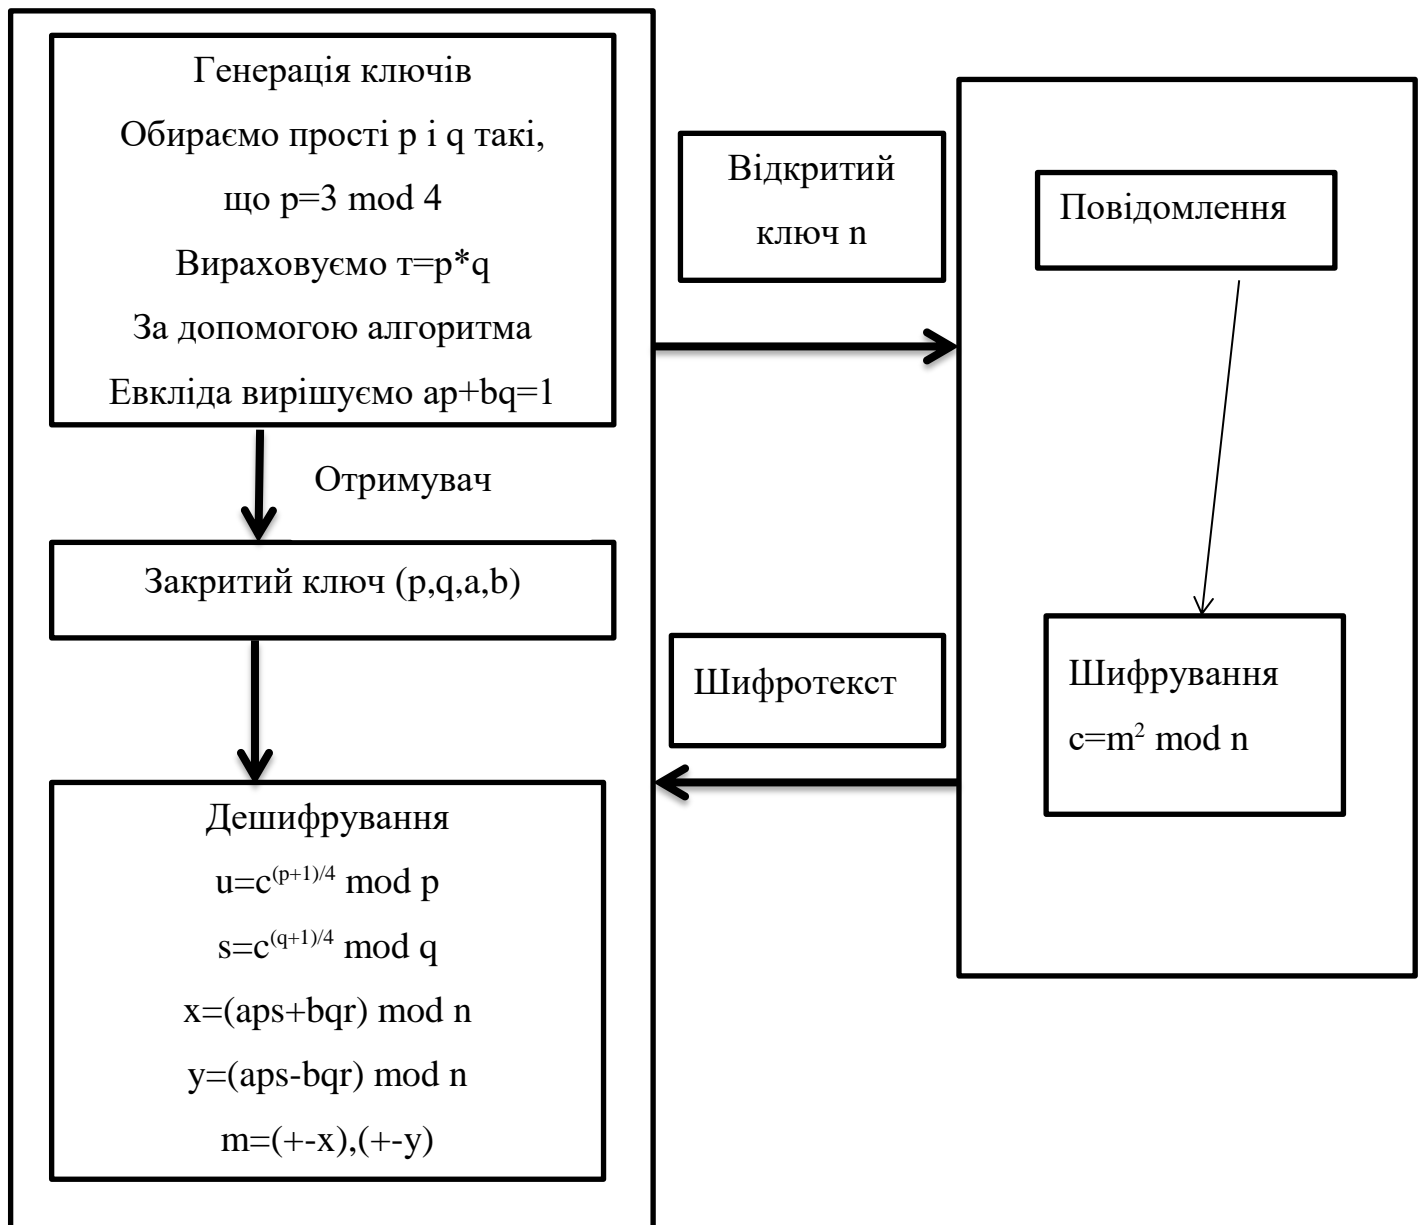 Генерація ключів
Обираємо прості p і q такі,
що p=3 mod 4
Вираховуємо т=p*q
За допомогою алгоритма
Евкліда вирішуємо ap+bq=1
Отримувач
Закритий ключ (p,q,a,b)
Дешифрування
u=c^(p+1)/4 mod p
s=c^(q+1)/4 mod q
x=(aps+bqr) mod n
y=(aps-bqr) mod n
m=(+-x),(+-y)
Відкритий
ключ n
Шифротекст
Повідомлення
Шифрування
c=m² mod n